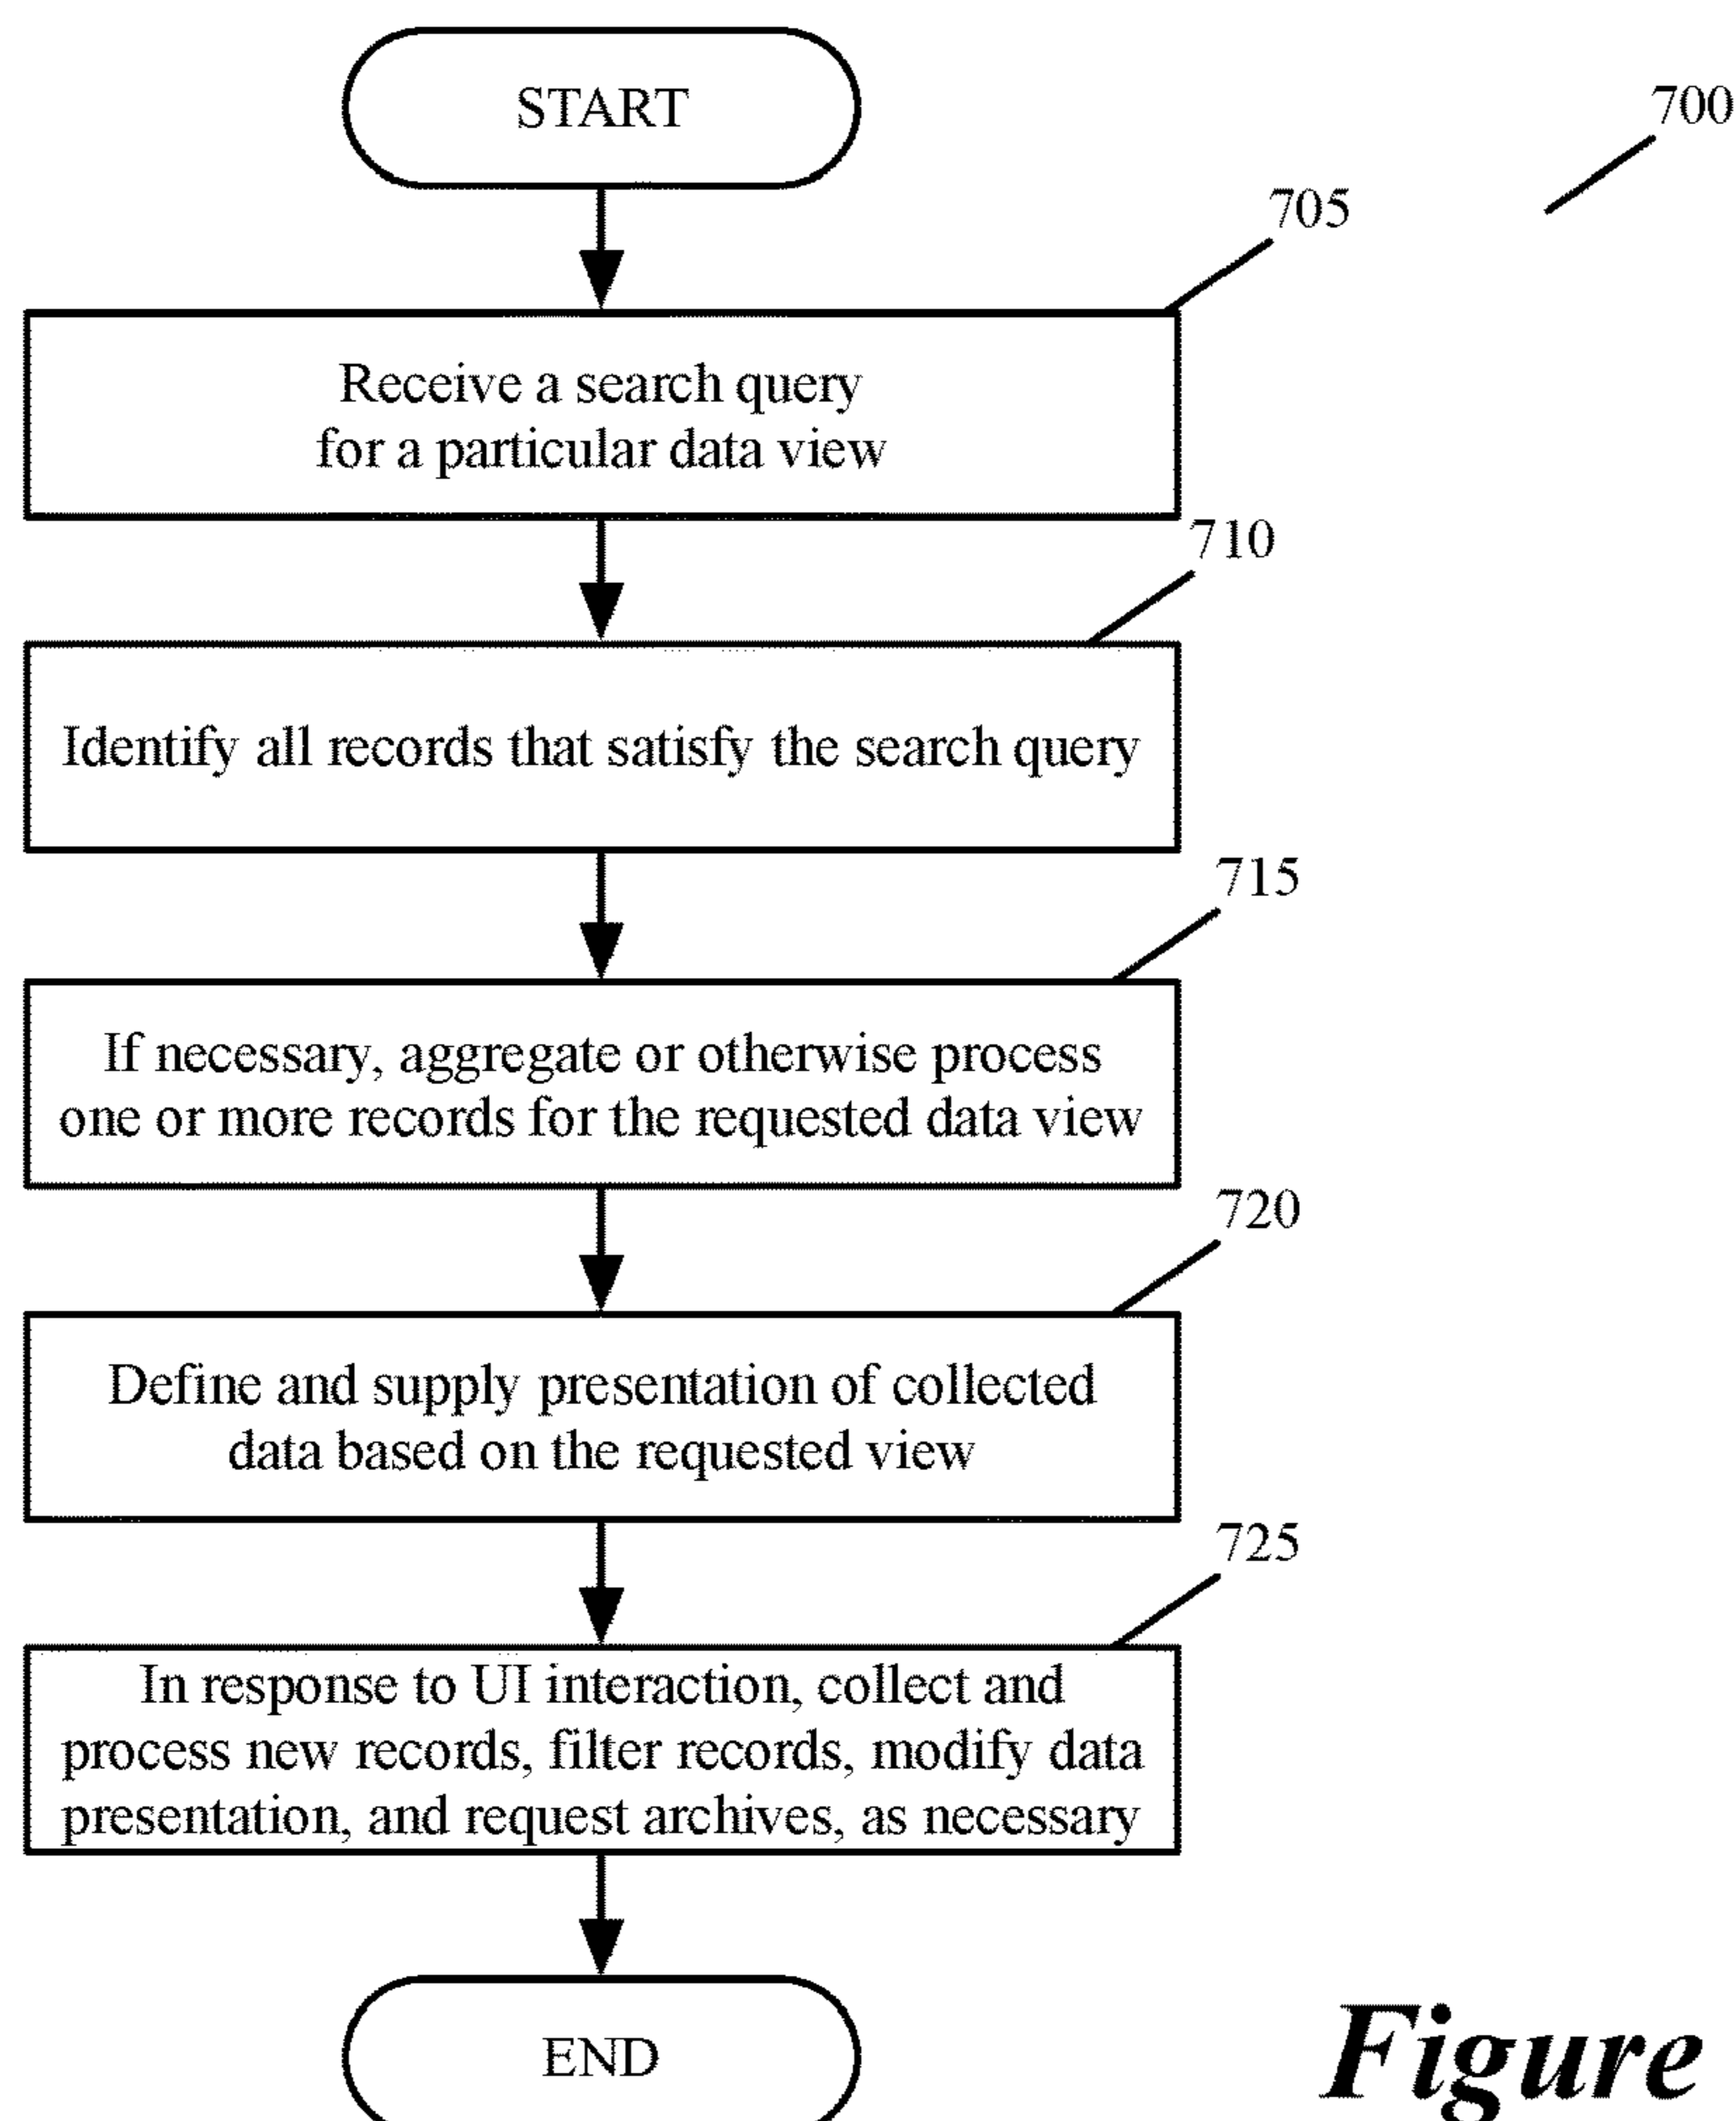 START
700
705
Receive a search query
for a particular data view
710
Identify all records that satisfy the search query
715
If necessary, aggregate or otherwise process
one or more records for the requested data view
720
Define and supply presentation of collected
data based on the requested view
725
In response to UI interaction, collect and
process new records, filter records, modify data
presentation, and request archives, as necessary
END
Figure